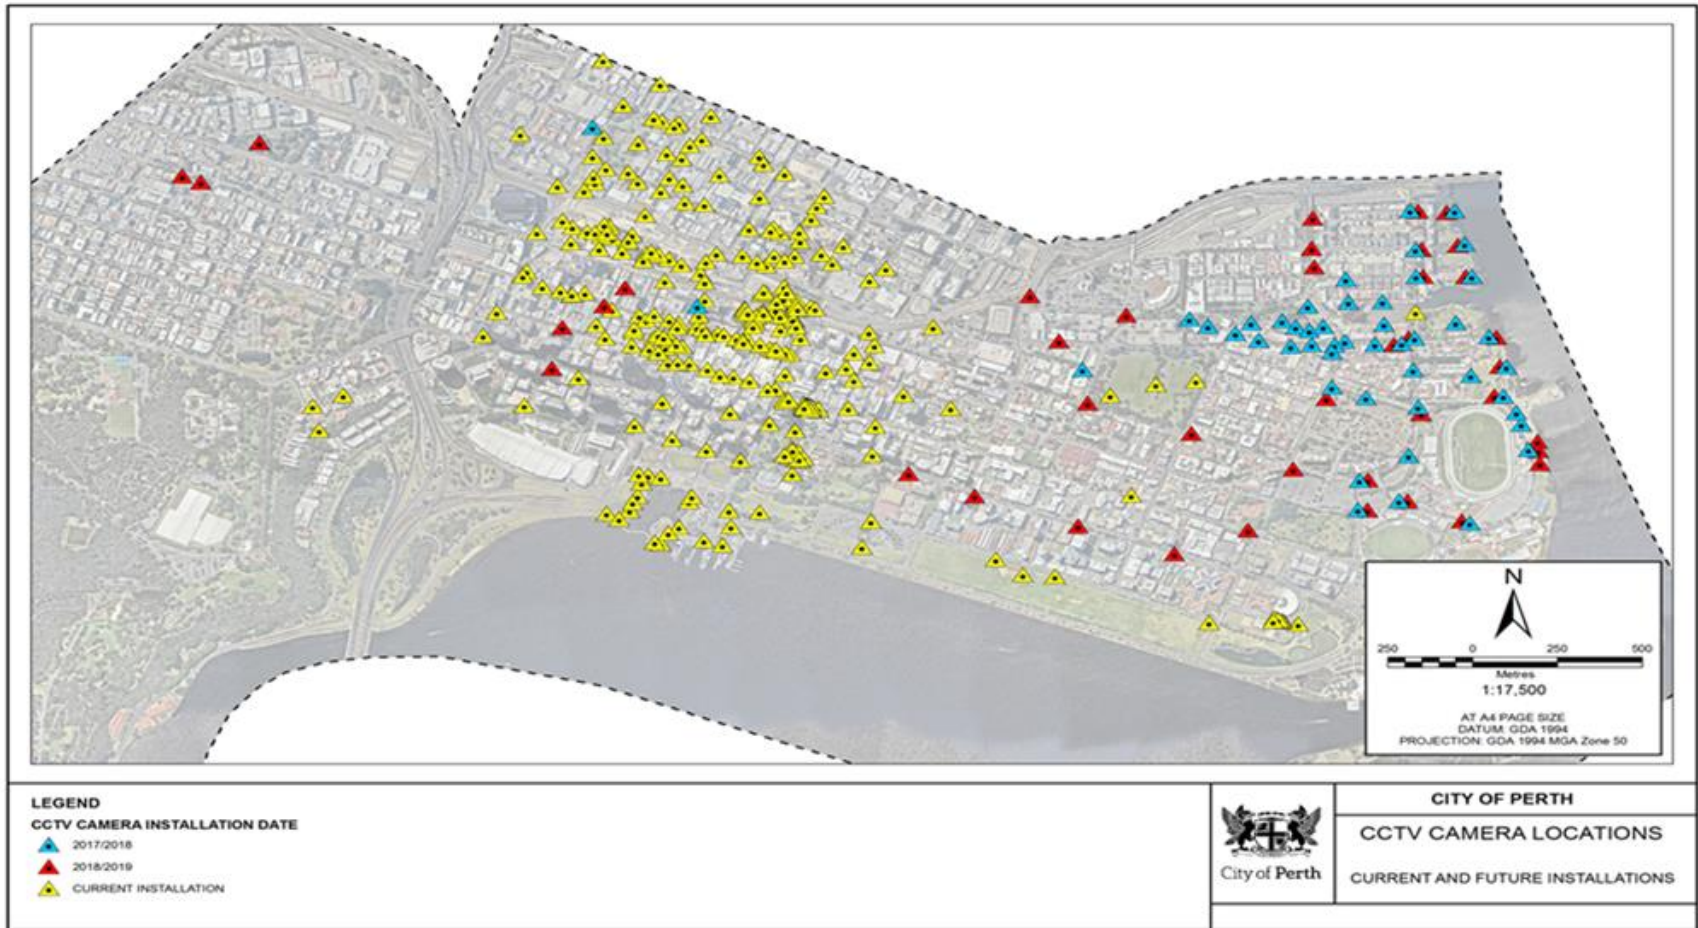 N
250 0 250 500
Metres
1:17,500
AT A4 PAGE SIZE
DATUM: GDA 1994
PROJECTION: GDA 1994 MGA Zone 50
LEGEND
CCTV CAMERA INSTALLATION DATE
2017/2018
2018/2019
CURRENT INSTALLATION
City of Perth
CITY OF PERTH
CCTV CAMERA LOCATIONS
CURRENT AND FUTURE INSTALLATIONS